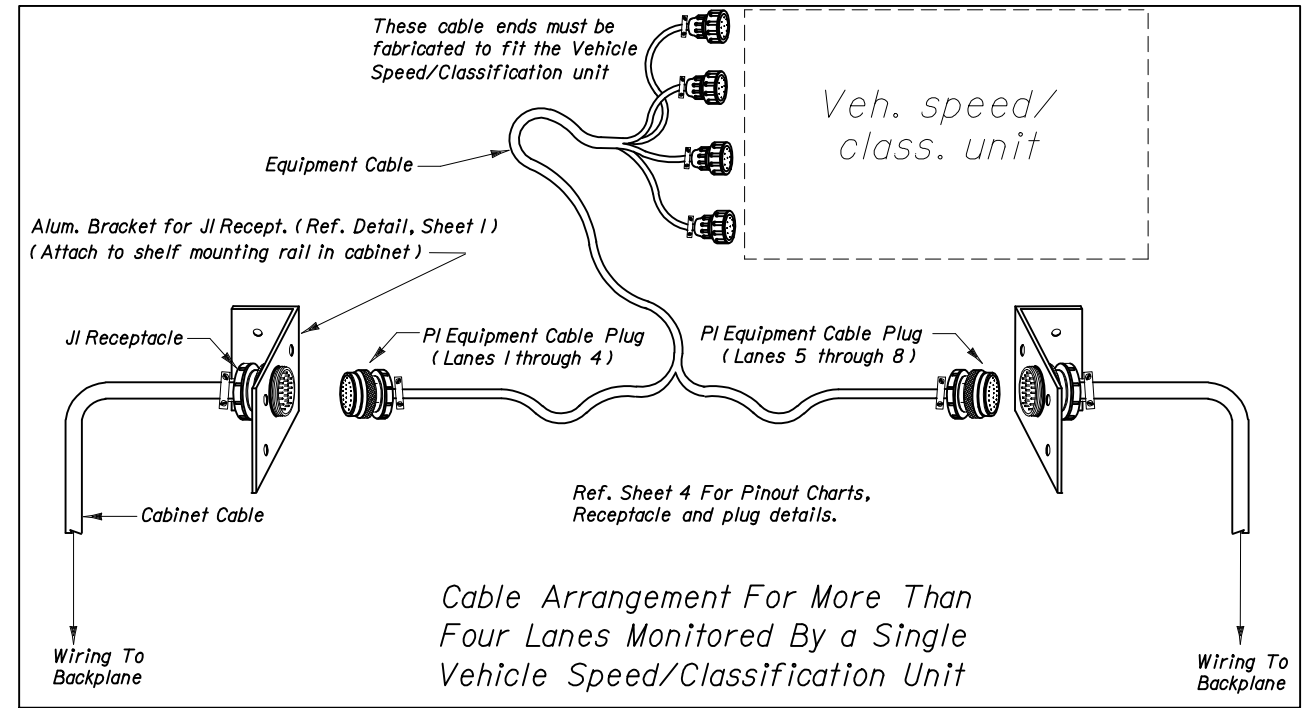 These cable ends must be
fabricated to fit the Vehicle
Speed/Classification unit
Veh. speed/
class. unit
Equipment Cable
Alum. Bracket for J1 Recept. (Ref. Detail, Sheet 1)
(Attach to shelf mounting rail in cabinet)
J1 Receptacle
P1 Equipment Cable Plug
(Lanes 1 through 4)
P1 Equipment Cable Plug
(Lanes 5 through 8)
Ref. Sheet 4 For Pinout Charts,
Receptacle and plug details.
Cabinet Cable
Cable Arrangement For More Than
Four Lanes Monitored By a Single
Vehicle Speed/Classification Unit
Wiring To
Backplane
Wiring To
Backplane